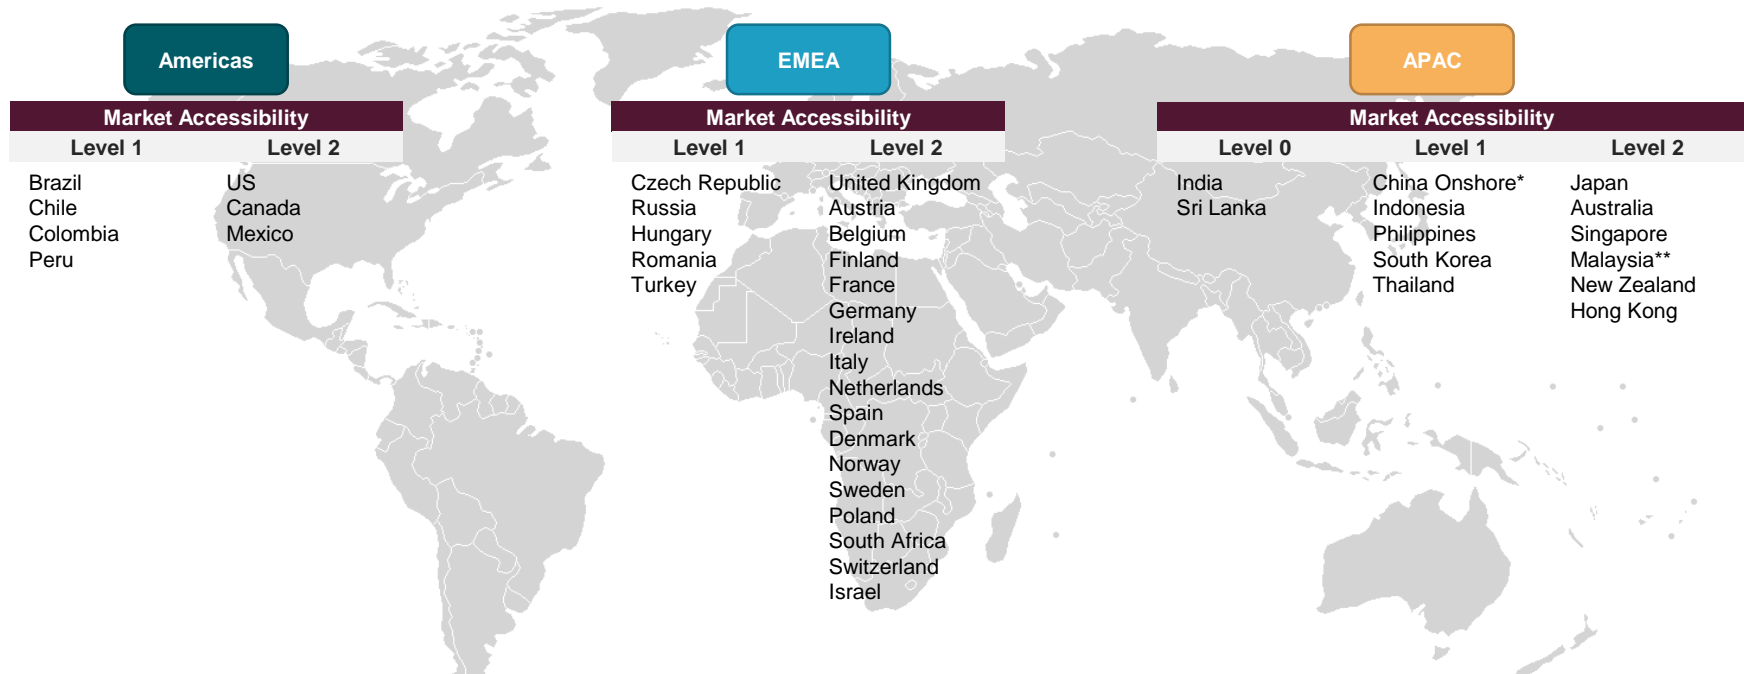 Americas
Market Accessibility
Level 1 Level 2
Brazil US
Chile Canada
Colombia Mexico
Peru
EMEA
Market Accessibility
Level 1 Level 2
Czech Republic United Kingdom
Russia Austria
Hungary Belgium
Romania Finland
Turkey France
Germany
Ireland
Italy
Netherlands
Spain
Denmark
Norway
Sweden
Poland
South Africa
Switzerland
Israel
APAC
Market Accessibility
Level 0 Level 1 Level 2
India China Onshore* Japan
Sri Lanka Indonesia Australia
Philippines Singapore
South Korea Malaysia**
Thailand New Zealand
Hong Kong